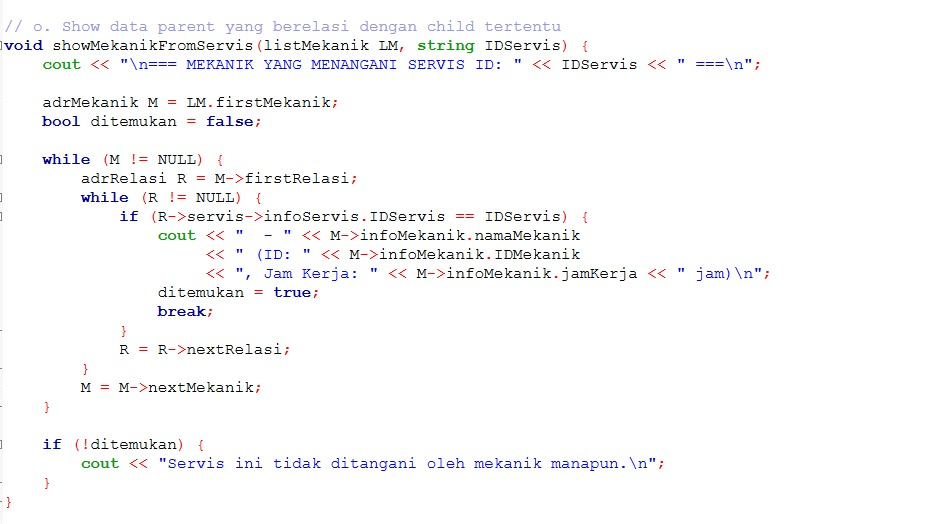 // o. Show data parent yang berelasi dengan child tertentu
void showMekanikFromServis(listMekanik LM, string IDServis) {
    cout << "\n=== MEKANIK YANG MENANGANI SERVIS ID: " << IDServis << " ===\n";
    adrMekanik M = LM.firstMekanik;
    bool ditemukan = false;
    while (M != NULL) {
        adrRelasi R = M->firstRelasi;
        while (R != NULL) {
            if (R->servis->infoServis.IDServis == IDServis) {
                cout << "  - " << M->infoMekanik.namaMekanik
                     << " (ID: " << M->infoMekanik.IDMekanik
                     << ", Jam Kerja: " << M->infoMekanik.jamKerja << " jam)\n";
                ditemukan = true;
                break;
            }
            R = R->nextRelasi;
        }
        M = M->nextMekanik;
    }
    if (!ditemukan) {
        cout << "Servis ini tidak ditangani oleh mekanik manapun.\n";
    }
}